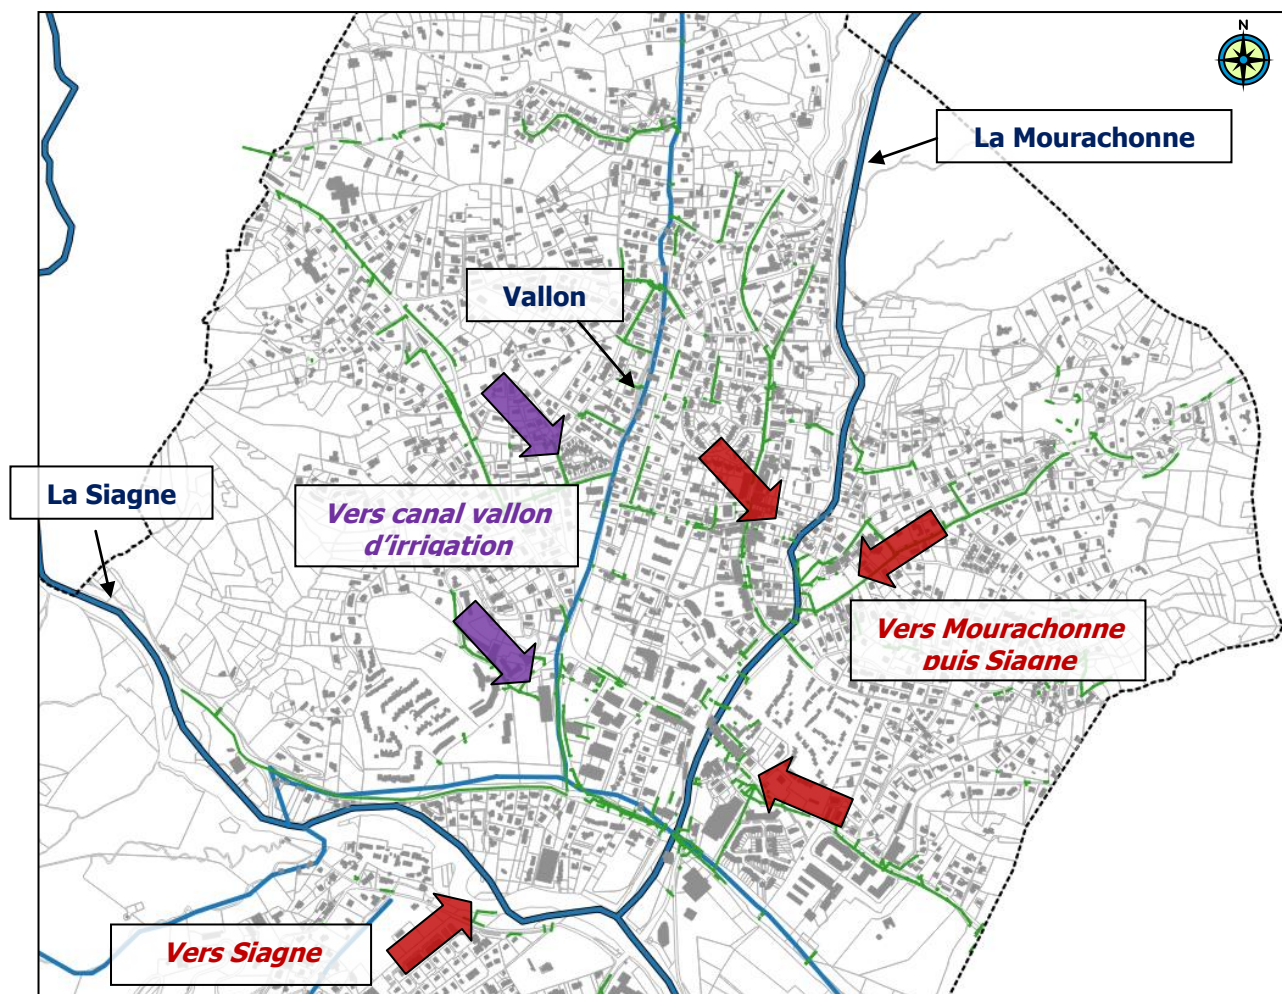 N
La Mourachonne
Vallon
La Siagne
Vers canal vallon
d'irrigation
Vers Mourachonne
puis Siagne
Vers Siagne